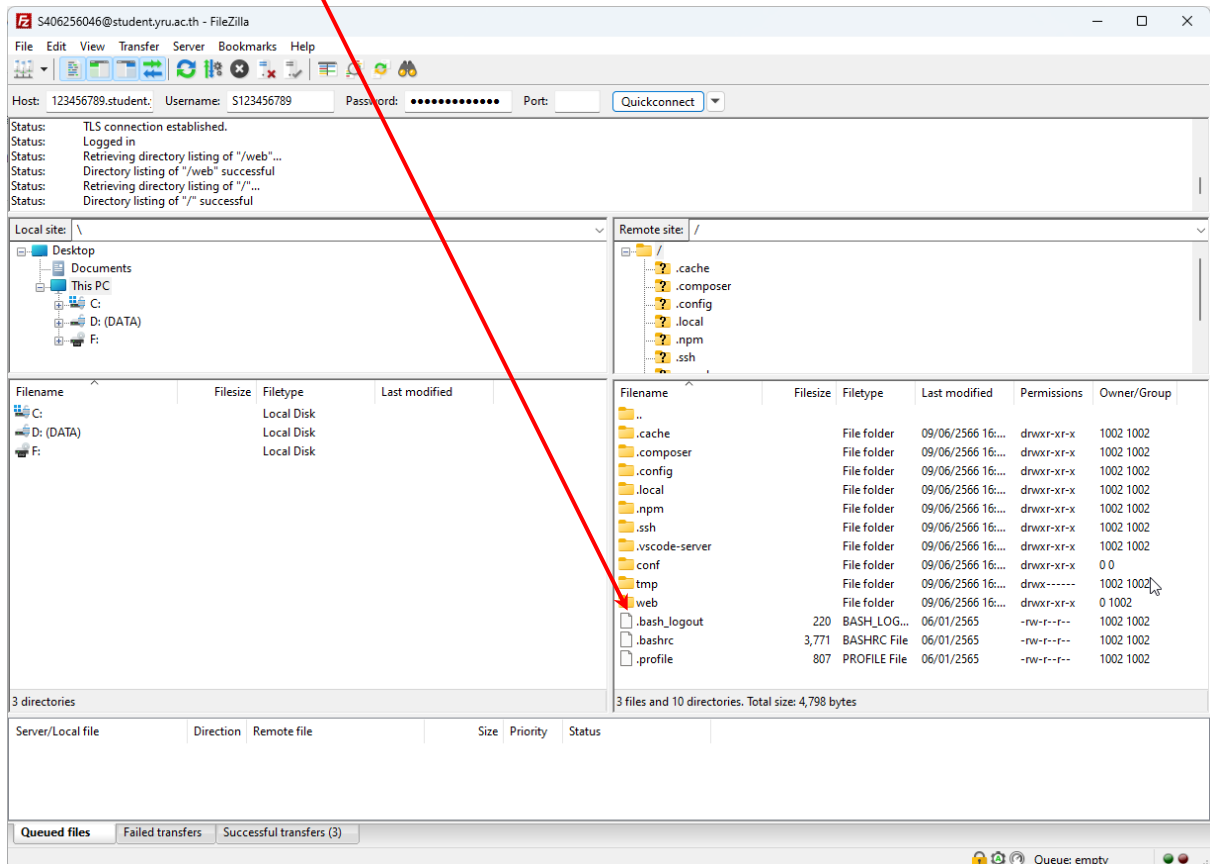 S406256046@student.yru.ac.th - FileZilla
File Edit View Transfer Server Bookmarks Help
Host: 123456789.student. Username: S123456789 Password: ●●●●●●●●●●●●● Port: Quickconnect
Status: TLS connection established.
Status: Logged in
Status: Retrieving directory listing of "/web"...
Status: Directory listing of "/web" successful
Status: Retrieving directory listing of "/"...
Status: Directory listing of "/" successful
Local site: \
Desktop
Documents
This PC
C:
D: (DATA)
F:
Remote site: /
/
.cache
.composer
.config
.local
.npm
.ssh
Filename Filesize Filetype Last modified
C: Local Disk
D: (DATA) Local Disk
F: Local Disk
3 directories
Filename Filesize Filetype Last modified Permissions Owner/Group
..
.cache File folder 09/06/2566 16:... drwxr-xr-x 1002 1002
.composer File folder 09/06/2566 16:... drwxr-xr-x 1002 1002
.config File folder 09/06/2566 16:... drwxr-xr-x 1002 1002
.local File folder 09/06/2566 16:... drwxr-xr-x 1002 1002
.npm File folder 09/06/2566 16:... drwxr-xr-x 1002 1002
.ssh File folder 09/06/2566 16:... drwxr-xr-x 1002 1002
.vscode-server File folder 09/06/2566 16:... drwxr-xr-x 1002 1002
conf File folder 09/06/2566 16:... drwxr-xr-x 0 0
tmp File folder 09/06/2566 16:... drwx------ 1002 1002
web File folder 09/06/2566 16:... drwxr-xr-x 0 1002
.bash_logout 220 BASH_LOG... 06/01/2565 -rw-r--r-- 1002 1002
.bashrc 3,771 BASHRC File 06/01/2565 -rw-r--r-- 1002 1002
.profile 807 PROFILE File 06/01/2565 -rw-r--r-- 1002 1002
3 files and 10 directories. Total size: 4,798 bytes
Server/Local file Direction Remote file Size Priority Status
Queued files Failed transfers Successful transfers (3)
Queue: empty